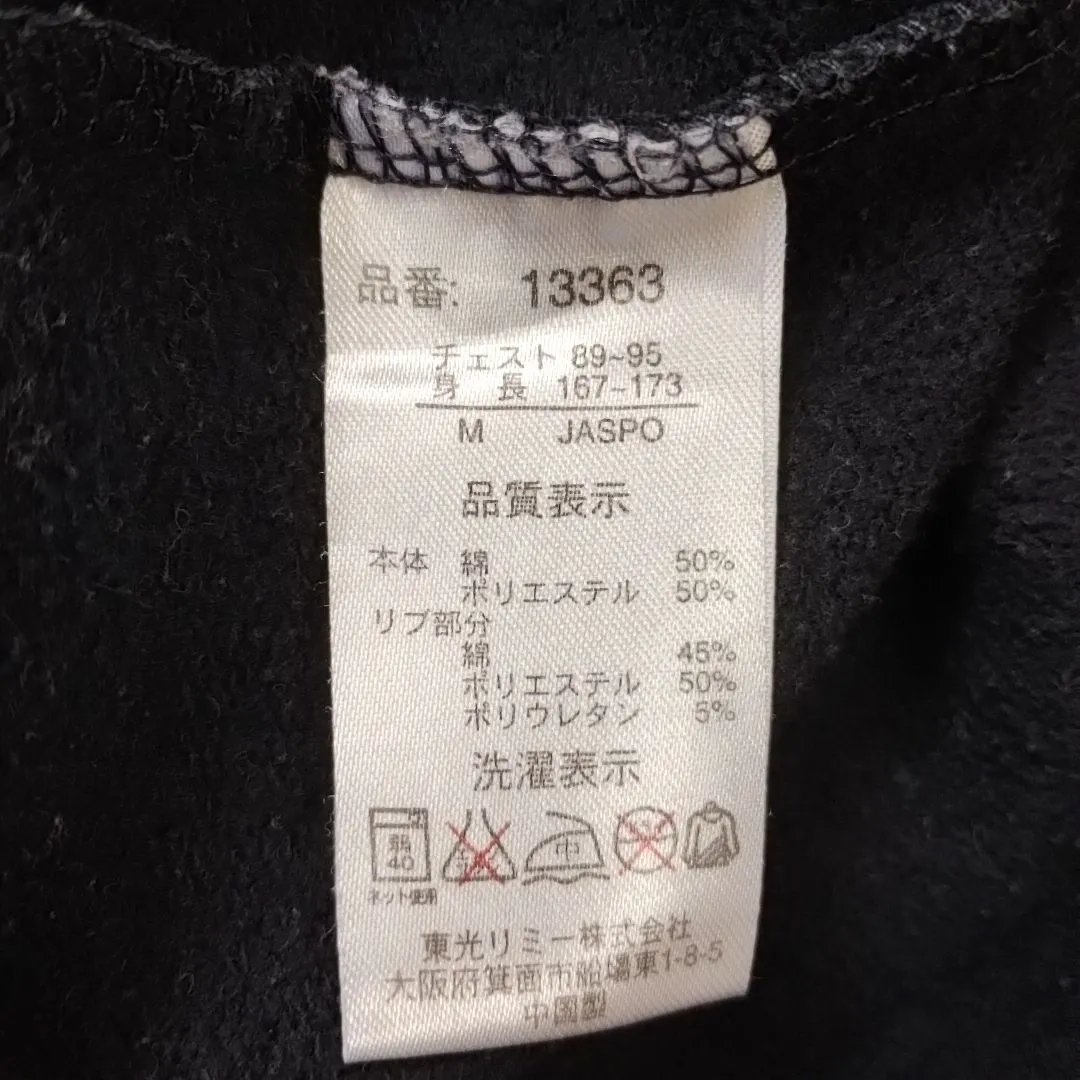 品番: 13363
チェスト 89~95
身長 167~173
M JASPO
品質表示
本体 綿 50%
ポリエステル 50%
リブ部分
綿 45%
ポリエステル 50%
ポリウレタン 5%
洗濯表示
弱 40 中
ネット使用
東光リミー株式会社
大阪府箕面市船場東1-8-5
中国製